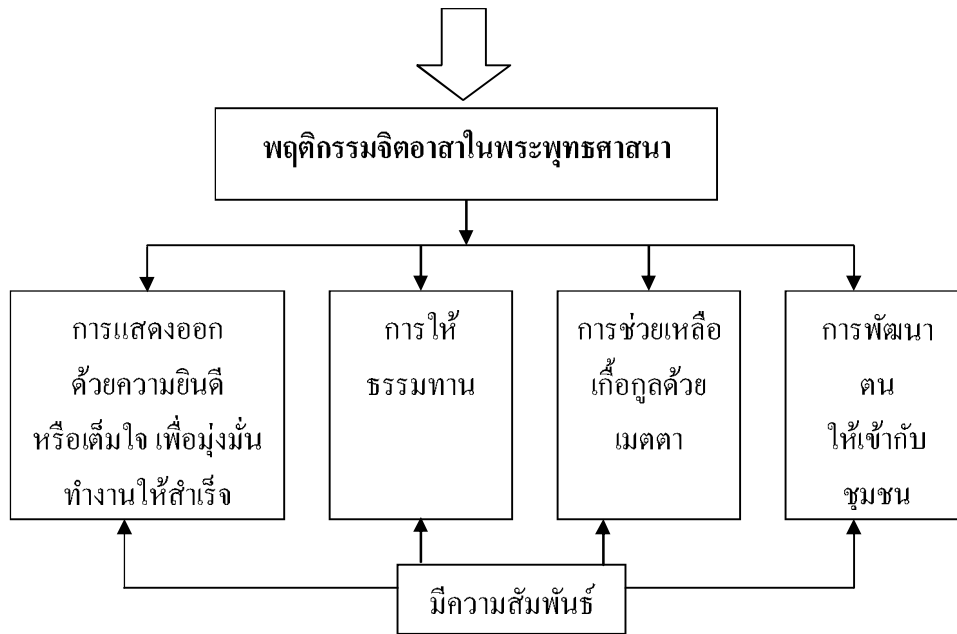 พฤติกรรมจิตอาสาในพระพุทธศาสนา
การแสดงออก
ด้วยความยินดี
หรือเต็มใจ เพื่อมุ่งมั่น
ทำงานให้สำเร็จ
การให้
ธรรมทาน
การช่วยเหลือ
เกื้อกูลด้วย
เมตตา
การพัฒนา
ตน
ให้เข้ากับ
ชุมชน
มีความสัมพันธ์